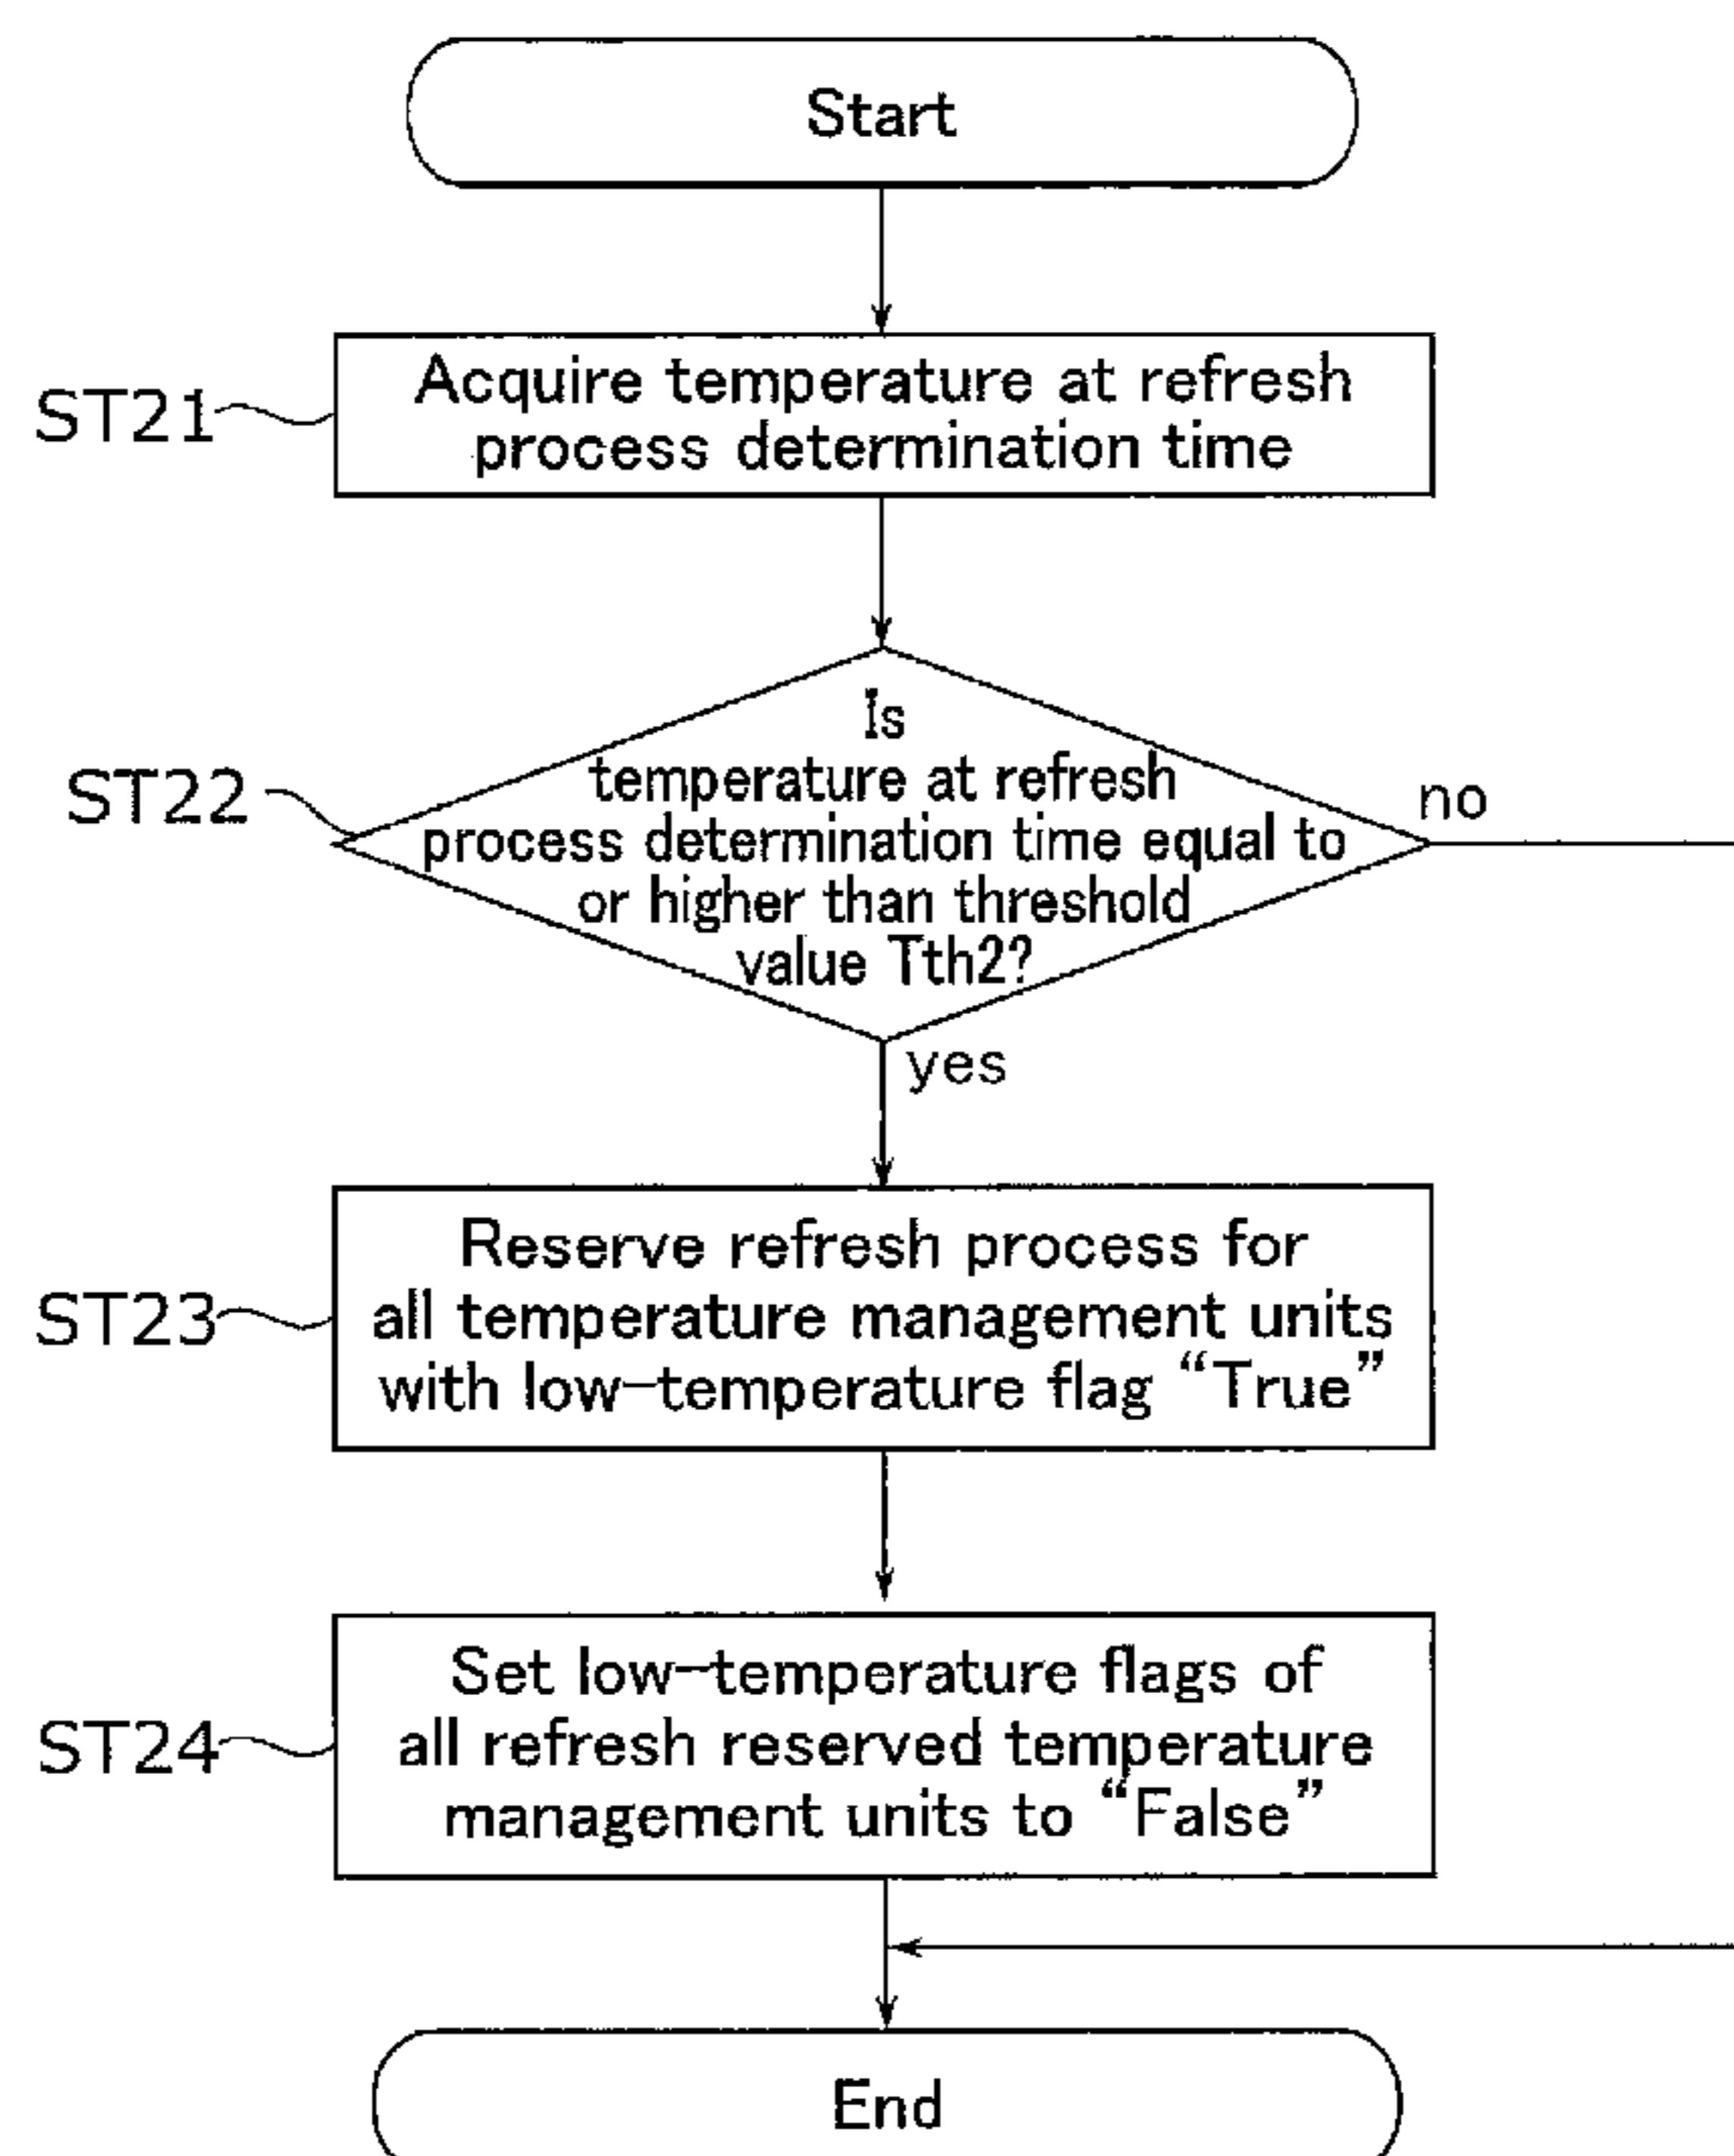 Start
ST21
Acquire temperature at refresh
process determination time
ST22
Is
temperature at refresh
process determination time equal to
or higher than threshold
value Tth2?
no
yes
ST23
Reserve refresh process for
all temperature management units
with low-temperature flag “True”
ST24
Set low-temperature flags of
all refresh reserved temperature
management units to “False”
End